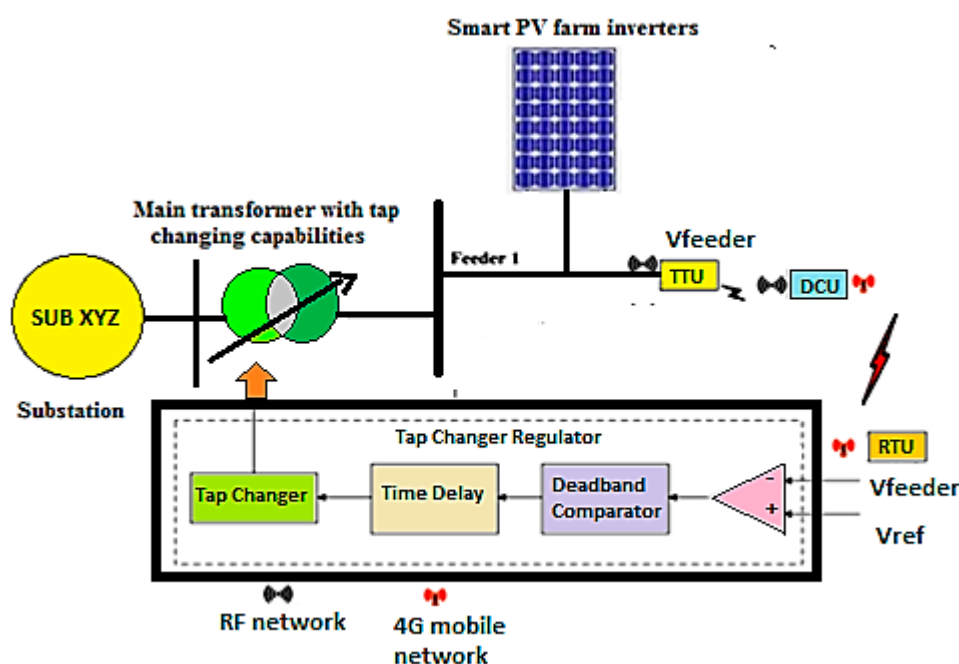 Smart PV farm inverters
Main transformer with tap
changing capabilities
Feeder 1
Vfeeder
TTU
DCU
SUB XYZ
Substation
Tap Changer Regulator
RTU
Tap Changer
Time Delay
Deadband
Comparator
-
+
Vfeeder
Vref
RF network
4G mobile
network